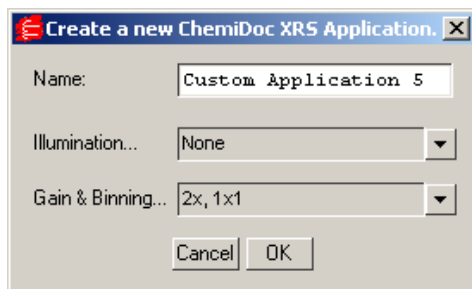 Create a new ChemiDoc XRS Application.
Name: Custom Application 5
Illumination... None
Gain & Binning... 2x, 1x1
Cancel OK